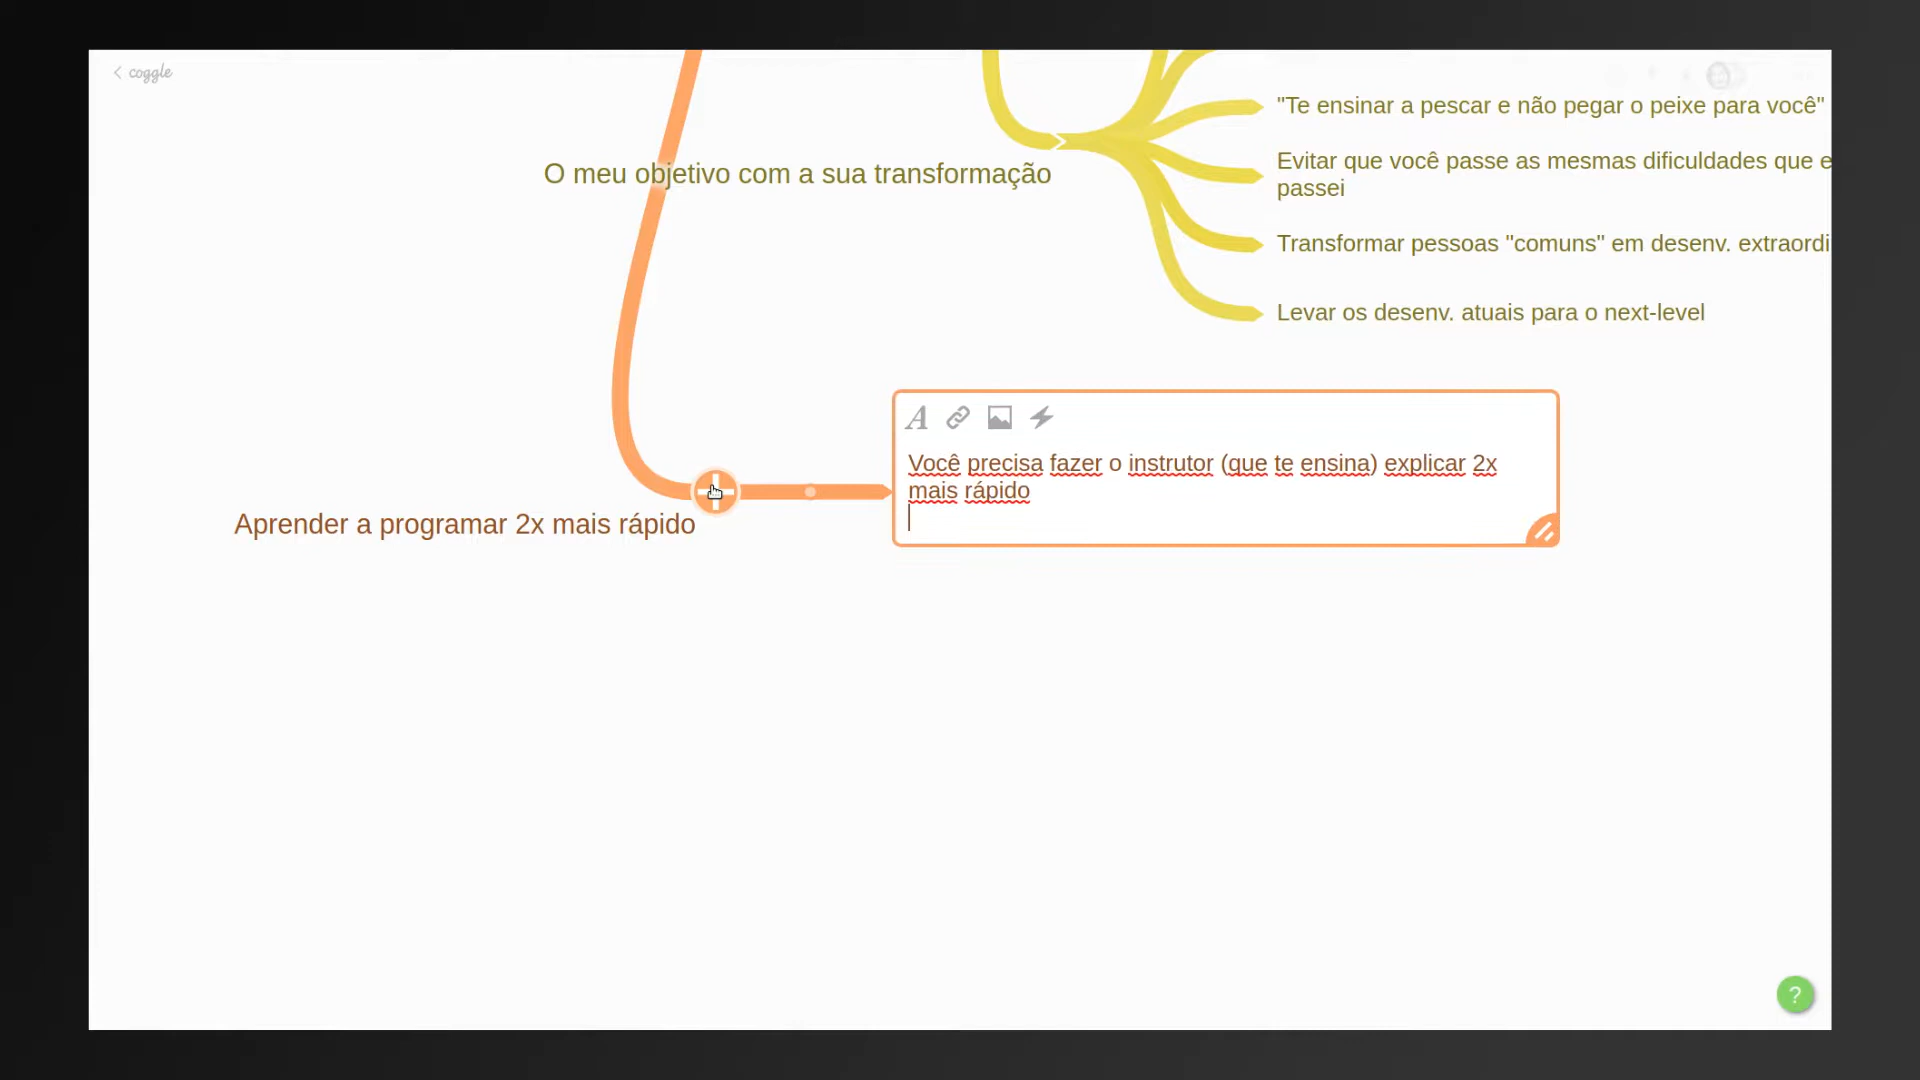 coggle
"Te ensinar a pescar e não pegar o peixe para você"
O meu objetivo com a sua transformação
Evitar que você passe as mesmas dificuldades que e
passei
Transformar pessoas "comuns" em desenv. extraordi
Levar os desenv. atuais para o next-level
Você precisa fazer o instrutor (que te ensina) explicar 2x
mais rápido
Aprender a programar 2x mais rápido
?